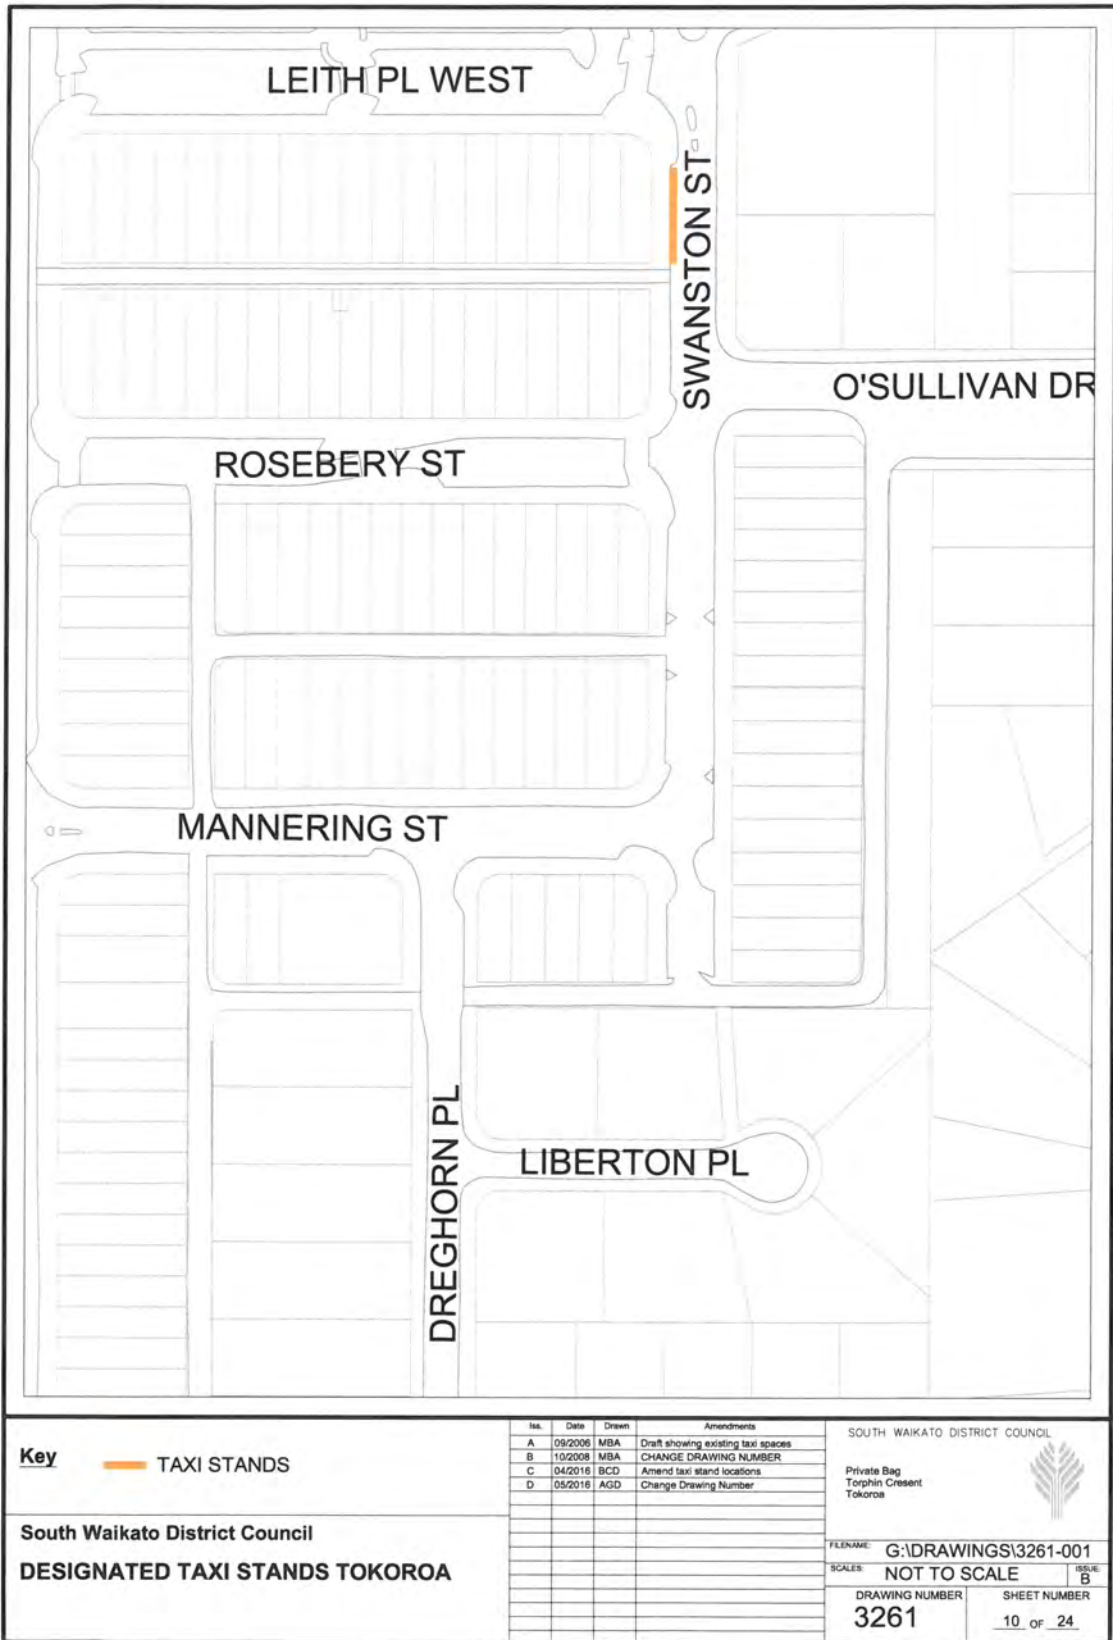 LEITH PL WEST
SWANSTON ST
O'SULLIVAN DR
ROSEBERY ST
MANNERING ST
DREGHORN PL
LIBERTON PL
Key
TAXI STANDS
South Waikato District Council
DESIGNATED TAXI STANDS TOKOROA
Iss. Date Drawn Amendments
A 09/2006 MBA Draft showing existing taxi spaces
B 10/2008 MBA CHANGE DRAWING NUMBER
C 04/2016 BCD Amend taxi stand locations
D 05/2016 AGD Change Drawing Number
SOUTH WAIKATO DISTRICT COUNCIL
Private Bag
Torphin Cresent
Tokoroa
FILENAME: G:\DRAWINGS\3261-001
SCALES: NOT TO SCALE ISSUE: B
DRAWING NUMBER SHEET NUMBER
3261 10 OF 24